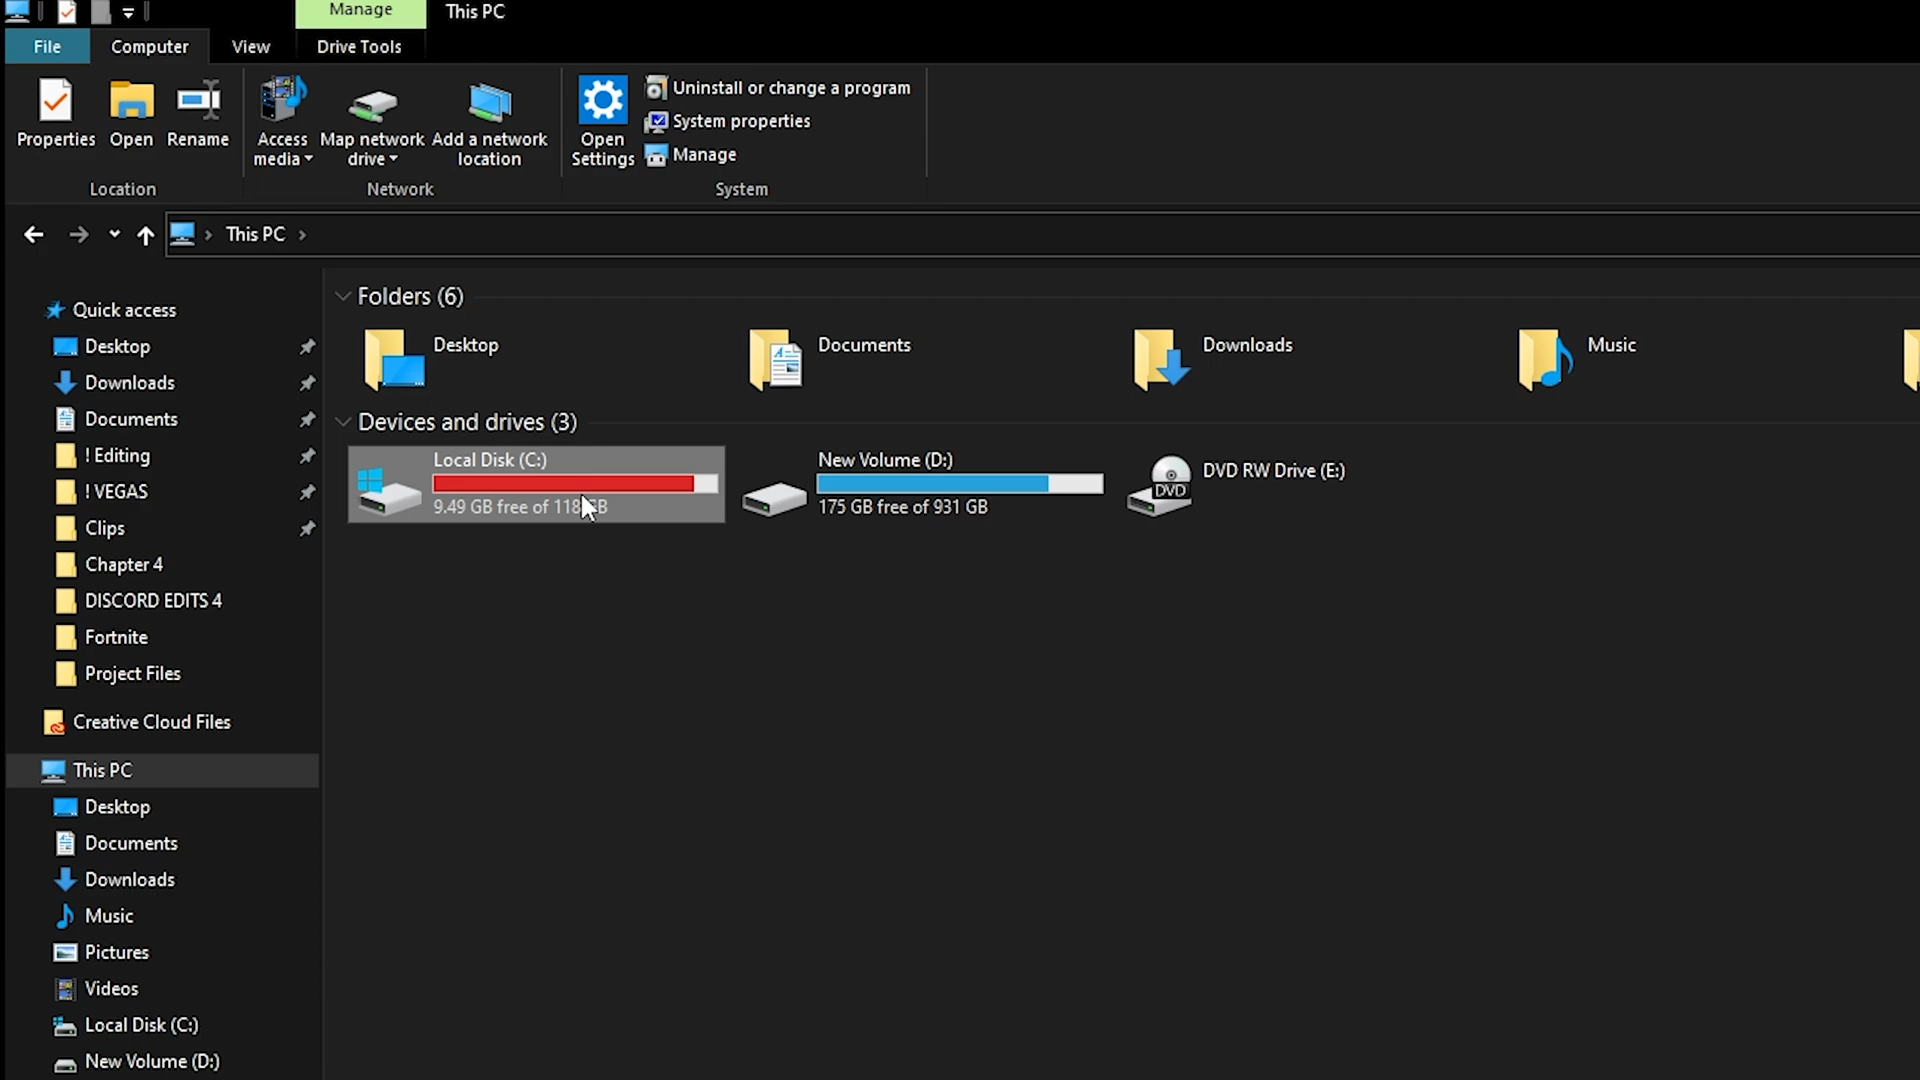 Manage
This PC
File
Computer
View
Drive Tools
Properties
Open
Rename
Access media
Map network drive
Add a network location
Open Settings
Uninstall or change a program
System properties
Manage
Location
Network
System
This PC
Quick access
Desktop
Downloads
Documents
! Editing
! VEGAS
Clips
Chapter 4
DISCORD EDITS 4
Fortnite
Project Files
Creative Cloud Files
This PC
Desktop
Documents
Downloads
Music
Pictures
Videos
Local Disk (C:)
New Volume (D:)
Folders (6)
Desktop
Documents
Downloads
Music
Devices and drives (3)
Local Disk (C:)
9.49 GB free of 118 GB
New Volume (D:)
175 GB free of 931 GB
DVD RW Drive (E:)
DVD